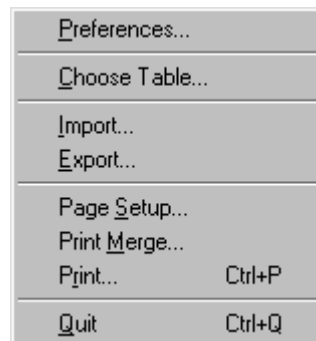 Preferences...
Choose Table...
Import...
Export...
Page Setup...
Print Merge...
Print... Ctrl+P
Quit Ctrl+Q